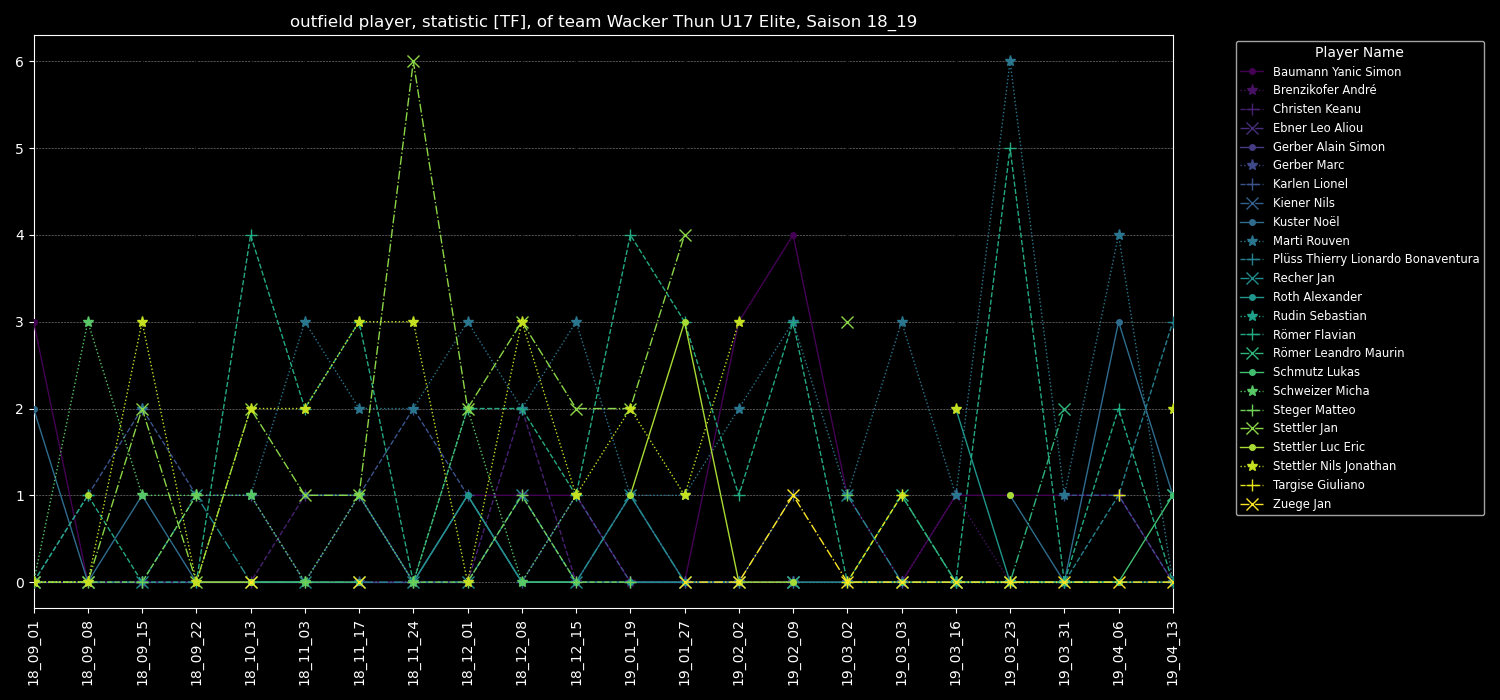 outfield player, statistic [TF], of team Wacker Thun U17 Elite, Saison 18_19
6
5
4
3
2
1
0
18_09_01
18_09_08
18_09_15
18_09_22
18_10_13
18_11_03
18_11_17
18_11_24
18_12_01
18_12_08
18_12_15
19_01_19
19_01_27
19_02_02
19_02_09
19_03_02
19_03_03
19_03_16
19_03_23
19_03_31
19_04_06
19_04_13
Player Name
Baumann Yanic Simon
Brenzikofer André
Christen Keanu
Ebner Leo Aliou
Gerber Alain Simon
Gerber Marc
Karlen Lionel
Kiener Nils
Kuster Noël
Marti Rouven
Plüss Thierry Lionardo Bonaventura
Recher Jan
Roth Alexander
Rudin Sebastian
Römer Flavian
Römer Leandro Maurin
Schmutz Lukas
Schweizer Micha
Steger Matteo
Stettler Jan
Stettler Luc Eric
Stettler Nils Jonathan
Targise Giuliano
Zuege Jan